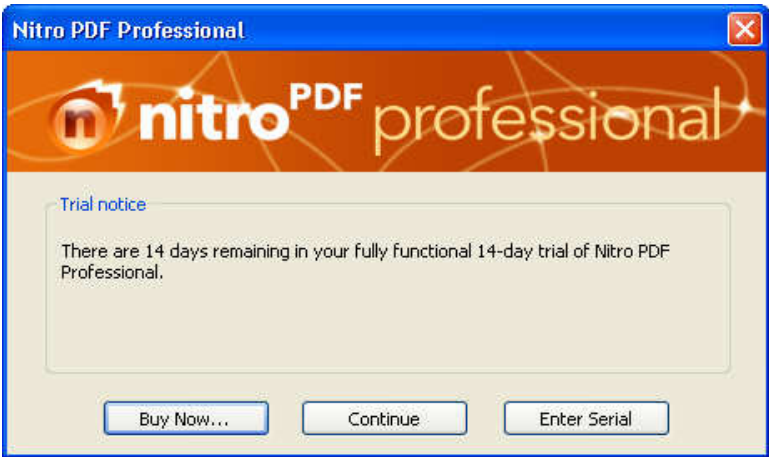 Nitro PDF Professional
n nitro PDF professional
Trial notice
There are 14 days remaining in your fully functional 14-day trial of Nitro PDF
Professional.
Buy Now... Continue Enter Serial